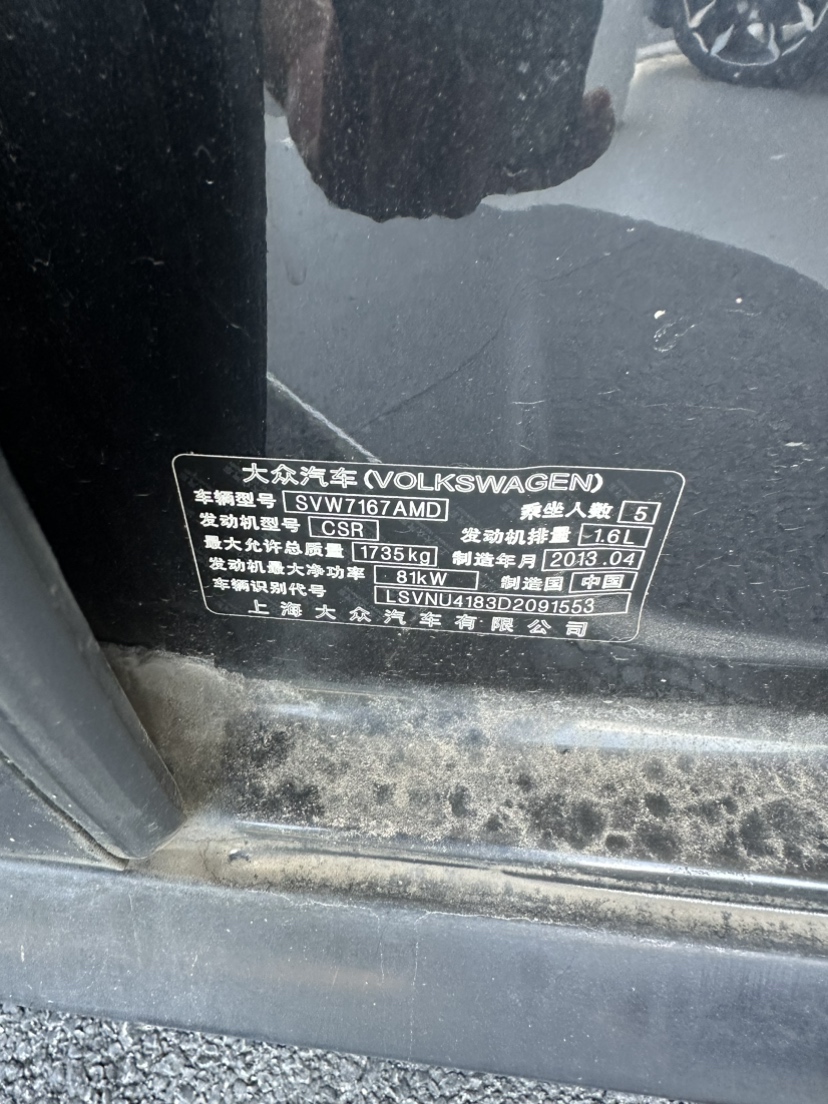 大众汽车(VOLKSWAGEN)
车辆型号 SVW7167AMD 乘坐人数 5
发动机型号 CSR 发动机排量 1.6L
最大允许总质量 1735kg 制造年月 2013.04
发动机最大净功率 81kW 制造国 中国
车辆识别代号 LSVNU4183D2091553
上海大众汽车有限公司